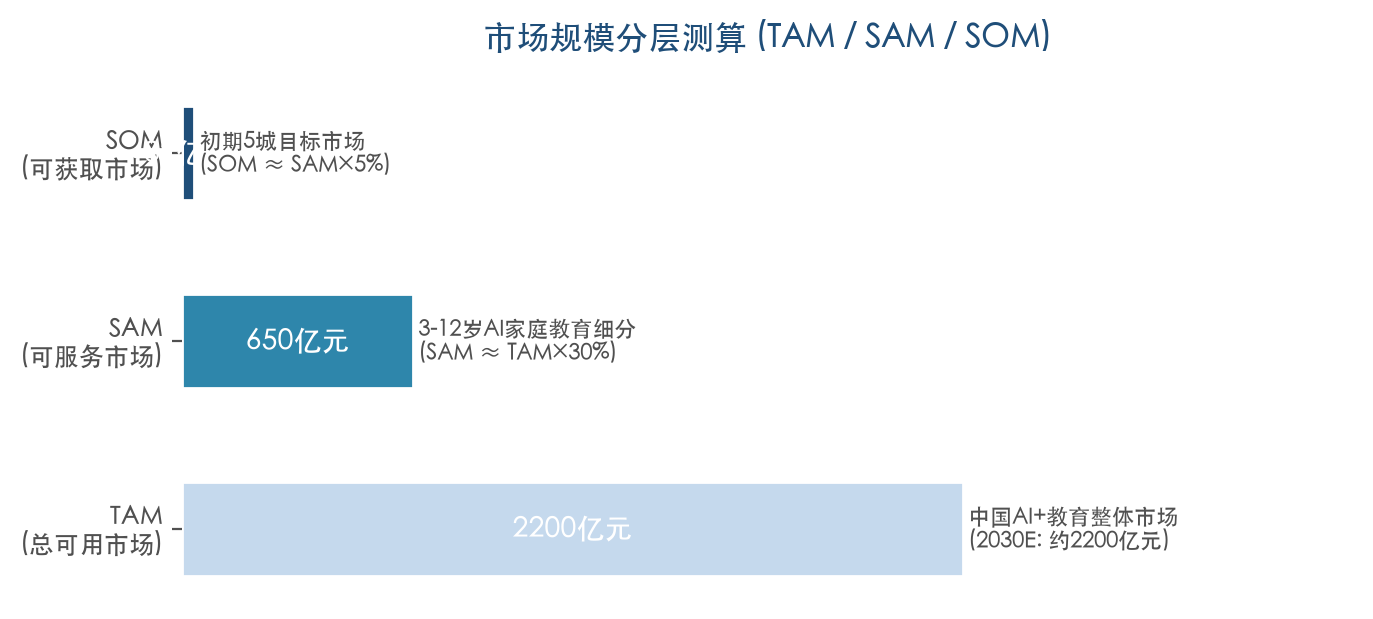 市场规模分层测算 (TAM / SAM / SOM)
SOM
(可获取市场)
初期5城目标市场
(SOM ≈ SAM×5%)
SAM
(可服务市场)
650亿元
3-12岁AI家庭教育细分
(SAM ≈ TAM×30%)
TAM
(总可用市场)
2200亿元
中国AI+教育整体市场
(2030E: 约2200亿元)